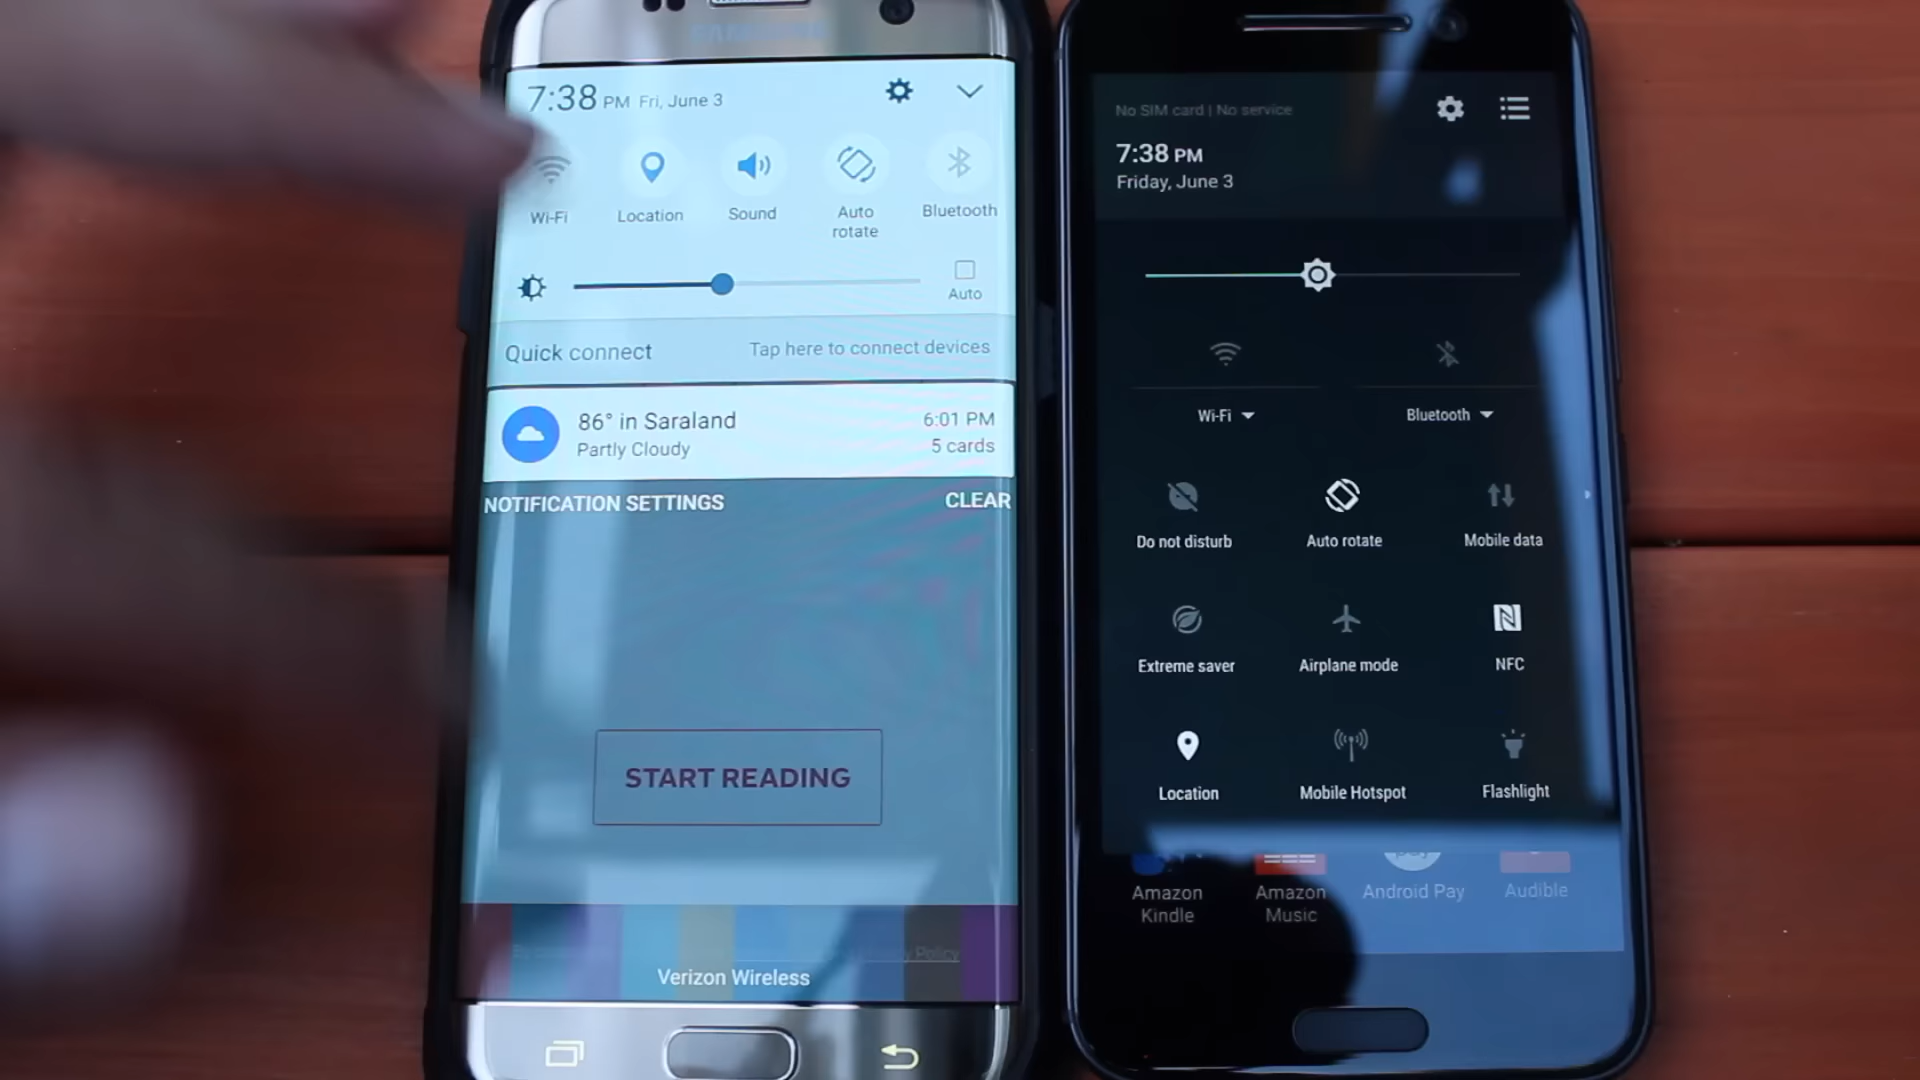 SAMSUNG
7:38 PM Fri, June 3
Wi-Fi
Location
Sound
Auto
rotate
Bluetooth
Auto
Quick connect
Tap here to connect devices
86° in Saraland
6:01 PM
Partly Cloudy
5 cards
NOTIFICATION SETTINGS
CLEAR
START READING
Policy
Verizon Wireless
No SIM card | No service
7:38 PM
Friday, June 3
Wi-Fi
Bluetooth
Do not disturb
Auto rotate
Mobile data
Extreme saver
Airplane mode
NFC
Location
Mobile Hotspot
Flashlight
pay
Amazon
Kindle
Amazon
Music
Android Pay
Audible